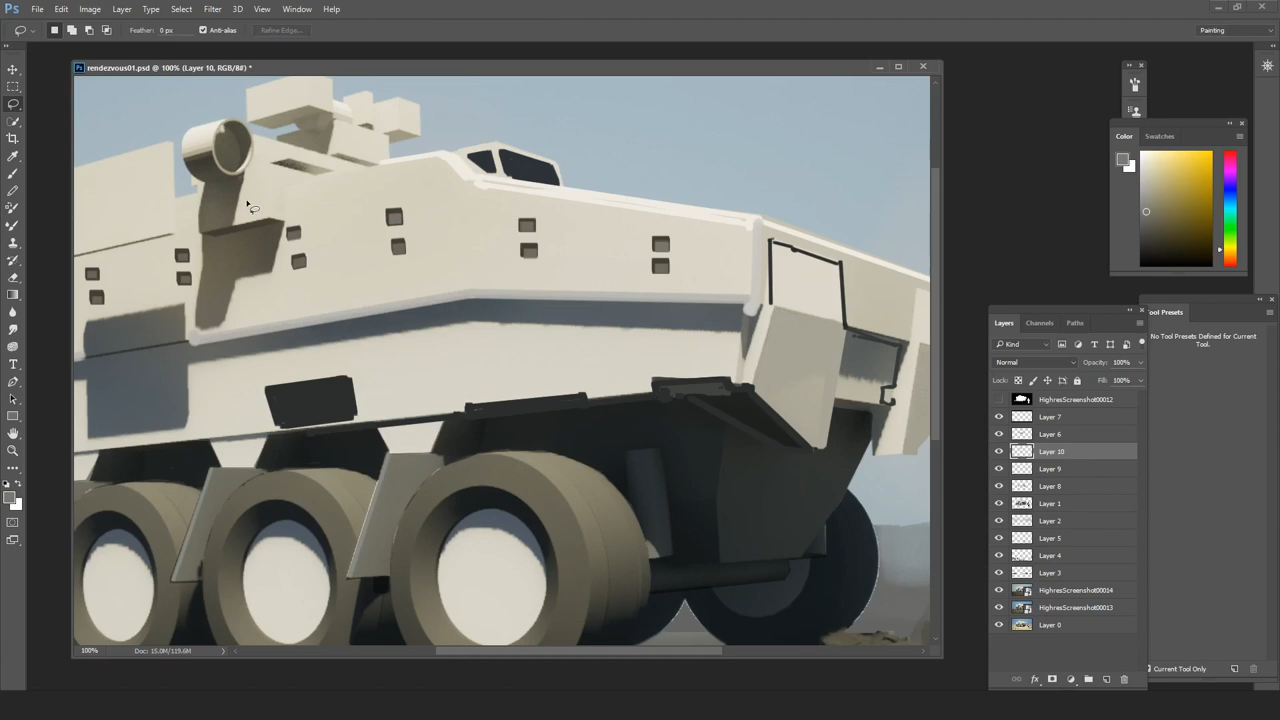 Ps File Edit Image Layer Type Select Filter 3D View Window Help
Feather: 0 px Anti-alias Refine Edge... Painting
Ps rendezvous01.psd @ 100% (Layer 10, RGB/8#) *
Color Swatches
Layers Channels Paths
Tool Presets
Kind
No Tool Presets Defined for Current
Tool.
Normal Opacity: 100%
Lock: Fill: 100%
HighresScreenshot00012
Layer 7
Layer 6
Layer 10
Layer 9
Layer 8
Layer 1
Layer 2
Layer 5
Layer 4
Layer 3
HighresScreenshot00014
HighresScreenshot00013
Layer 0
100% Doc: 15.0M/119.6M
fx
Current Tool Only